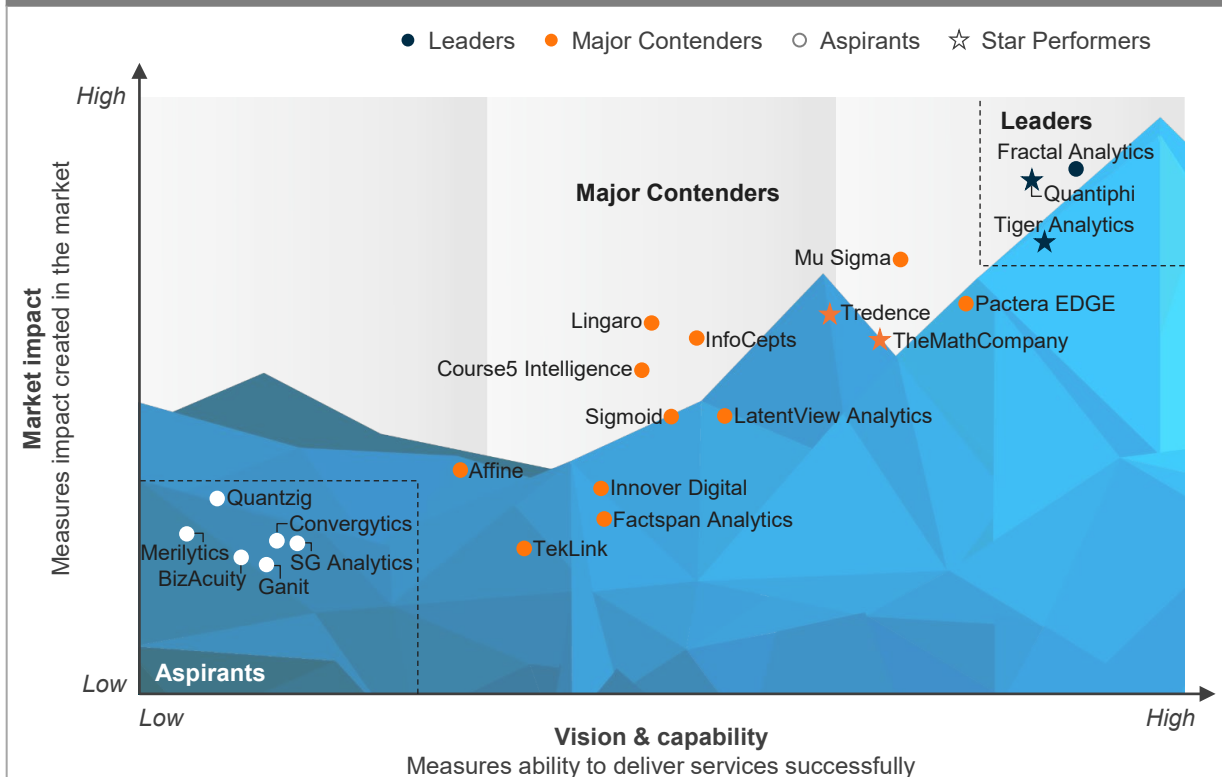 Leaders
Major Contenders
Aspirants
Star Performers
High
Leaders
Fractal Analytics
Quantiphi
Tiger Analytics
Major Contenders
Mu Sigma
Pactera EDGE
Tredence
TheMathCompany
Lingaro
InfoCepts
Course5 Intelligence
Sigmoid
LatentView Analytics
Affine
Innover Digital
Factspan Analytics
TekLink
Quantzig
Convergytics
Merilytics
SG Analytics
BizAcuity
Ganit
Aspirants
Market impact
Measures impact created in the market
Low
Low
High
Vision & capability
Measures ability to deliver services successfully